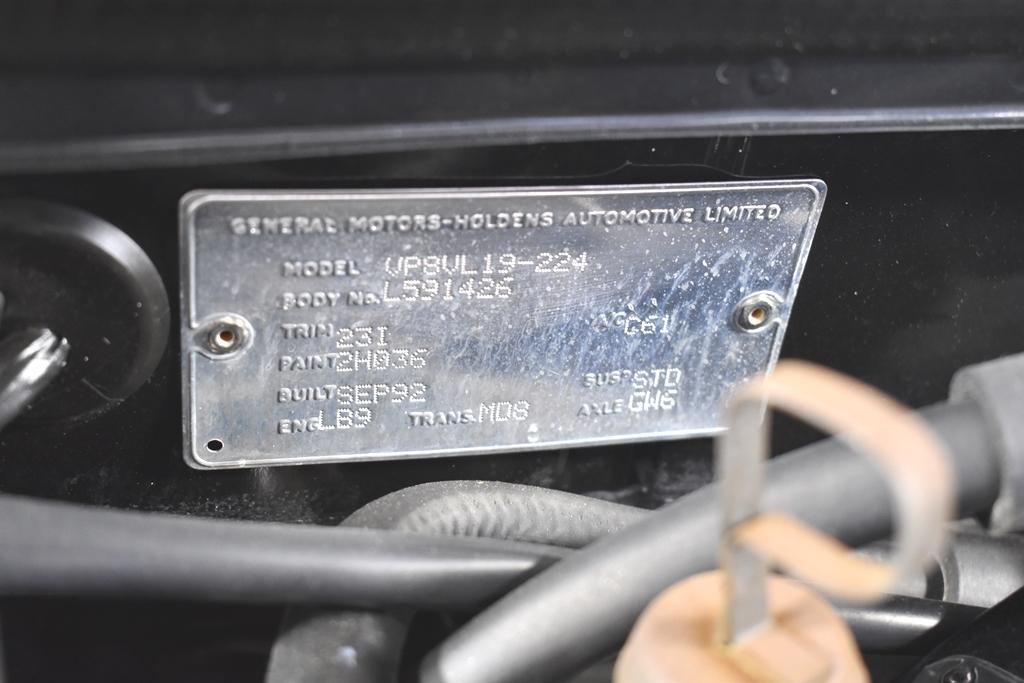 GENERAL MOTORS-HOLDENS AUTOMOTIVE LIMITED
MODEL VP8VL19-224
BODY No. L591426
TRIM 23I AC C61
PAINT 2H036
BUILT SEP92 SUSP STD
ENG LB9 TRANS. MD8 AXLE GW6